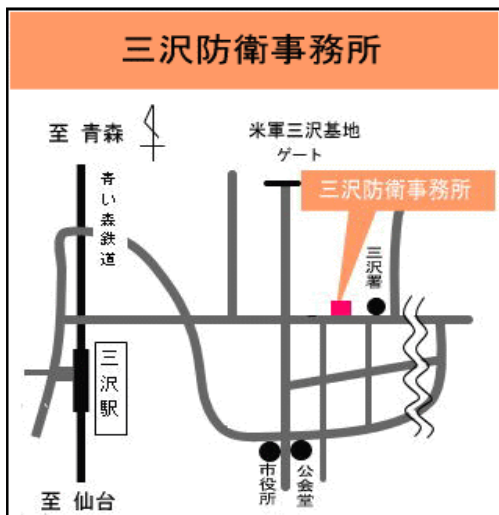 三沢防衛事務所
至 青森
米軍三沢基地
ゲート
青い森鉄道
三沢防衛事務所
三沢署
三沢駅
市役所
公会堂
至 仙台